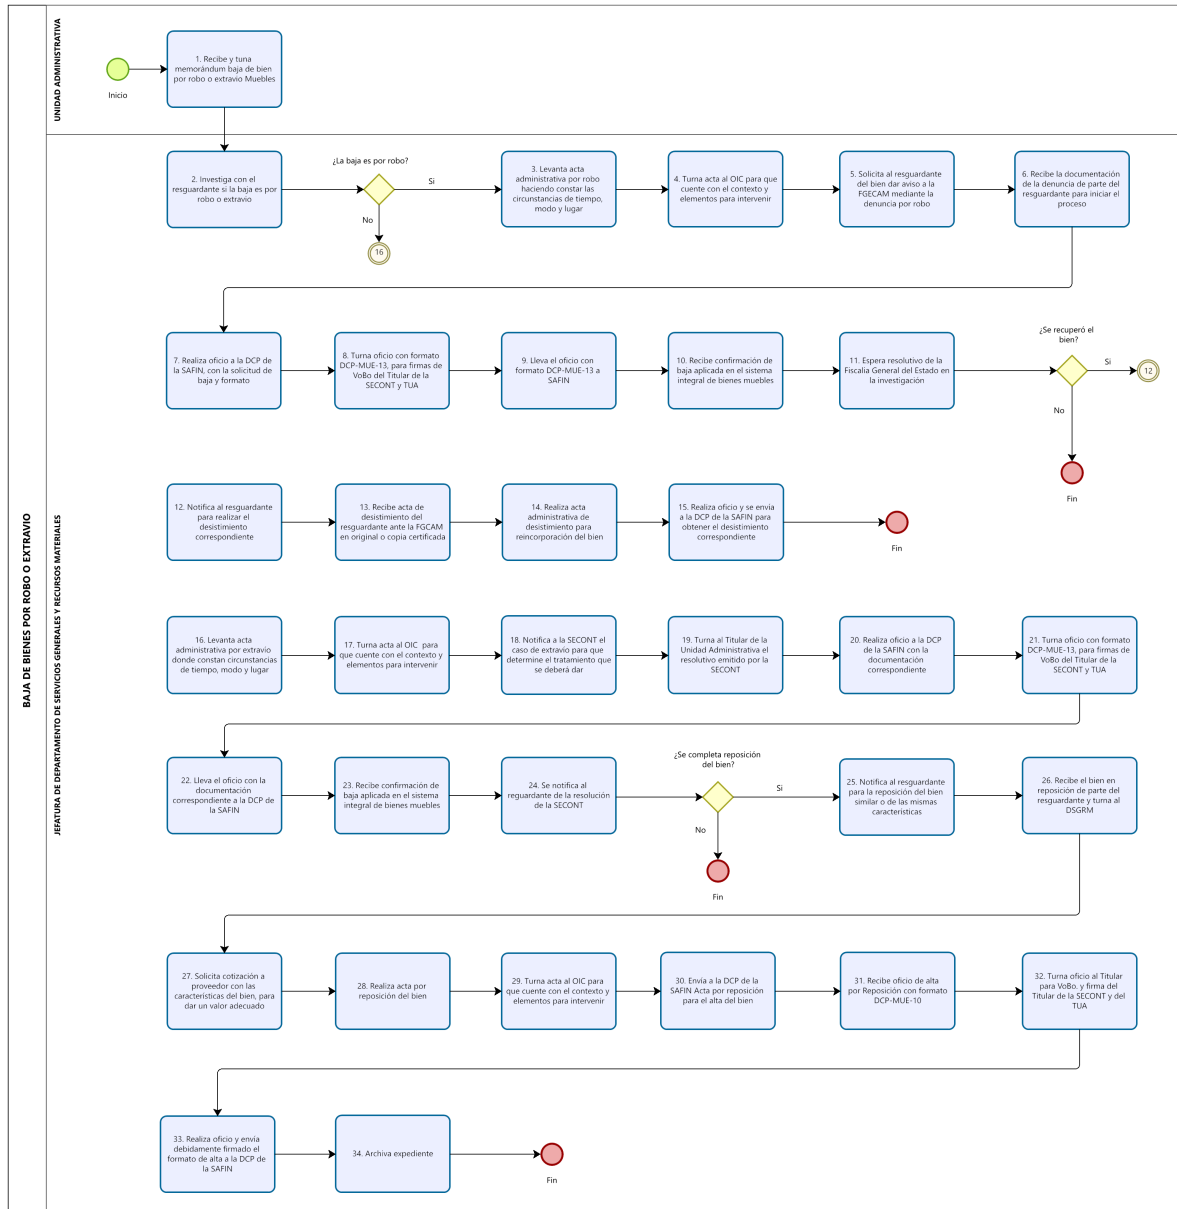 BAJA DE BIENES POR ROBO O EXTRAVIO
UNIDAD ADMINISTRATIVA
Inicio
1. Recibe y tuna
memorándum baja de bien
por robo o extravio Muebles
JEFATURA DE DEPARTAMENTO DE SERVICIOS GENERALES Y RECURSOS MATERIALES
2. Investiga con el
resguardante si la baja es por
robo o extravio
¿La baja es por robo?
Si
No
16
3. Levanta acta
administrativa por robo
haciendo constar las
circunstancias de tiempo,
modo y lugar
4. Turna acta al OIC para que
cuente con el contexto y
elementos para intervenir
5. Solicita al resguardante
del bien dar aviso a la
FGECAM mediante la
denuncia por robo
6. Recibe la documentación
de la denuncia de parte del
resguardante para iniciar el
proceso
7. Realiza oficio a la DCP de
la SAFIN, con la solicitud de
baja y formato
8. Turna oficio con formato
DCP-MUE-13, para firmas de
VoBo del Titular de la
SECONT y TUA
9. Lleva el oficio con
formato DCP-MUE-13 a
SAFIN
10. Recibe confirmación de
baja aplicada en el sistema
integral de bienes muebles
11. Espera resolutivo de la
Fiscalia General del Estado en
la investigación
¿Se recuperó el
bien?
Si
12
No
Fin
12. Notifica al resguardante
para realizar el
desistimiento
correspondiente
13. Recibe acta de
desistimiento del
resguardante ante la FGCAM
en original o copia certificada
14. Realiza acta
administrativa de
desistimiento para
reincorporación del bien
15. Realiza oficio y se envia
a la DCP de la SAFIN para
obtener el desistimiento
correspondiente
Fin
16. Levanta acta
administrativa por extravio
donde constan circunstancias
de tiempo, modo y lugar
17. Turna acta al OIC para
que cuente con el contexto y
elementos para intervenir
18. Notifica a la SECONT el
caso de extravío para que
determine el tratamiento que
se deberá dar
19. Turna al Titular de la
Unidad Administrativa el
resolutivo emitido por la
SECONT
20. Realiza oficio a la DCP
de la SAFIN con la
documentación
correspondiente
21. Turna oficio con formato
DCP-MUE-13, para firmas de
VoBo del Titular de la
SECONT y TUA
22. Lleva el oficio con la
documentación
correspondiente a la DCP de
la SAFIN
23. Recibe confirmación de
baja aplicada en el sistema
integral de bienes muebles
24. Se notifica al
reguardante de la resolución
de la SECONT
¿Se completa reposición
del bien?
Si
No
Fin
25. Notifica al resguardante
para la reposición del bien
similar o de las mismas
caracteristicas
26. Recibe el bien en
reposición de parte del
resguardante y turna al
DSGRM
27. Solicita cotización a
proveedor con las
características del bien, para
dar un valor adecuado
28. Realiza acta por
reposición del bien
29. Turna acta al OIC para
que cuente con el contexto y
elementos para intervenir
30. Envía a la DCP de la
SAFIN Acta por reposición
para el alta del bien
31. Recibe oficio de alta
por Reposición con formato
DCP-MUE-10
32. Turna oficio al Titular
para VoBo. y firma del
Titular de la SECONT y del
TUA
33. Realiza oficio y envía
debidamente firmado el
formato de alta a la DCP de
la SAFIN
34. Archiva expediente
Fin